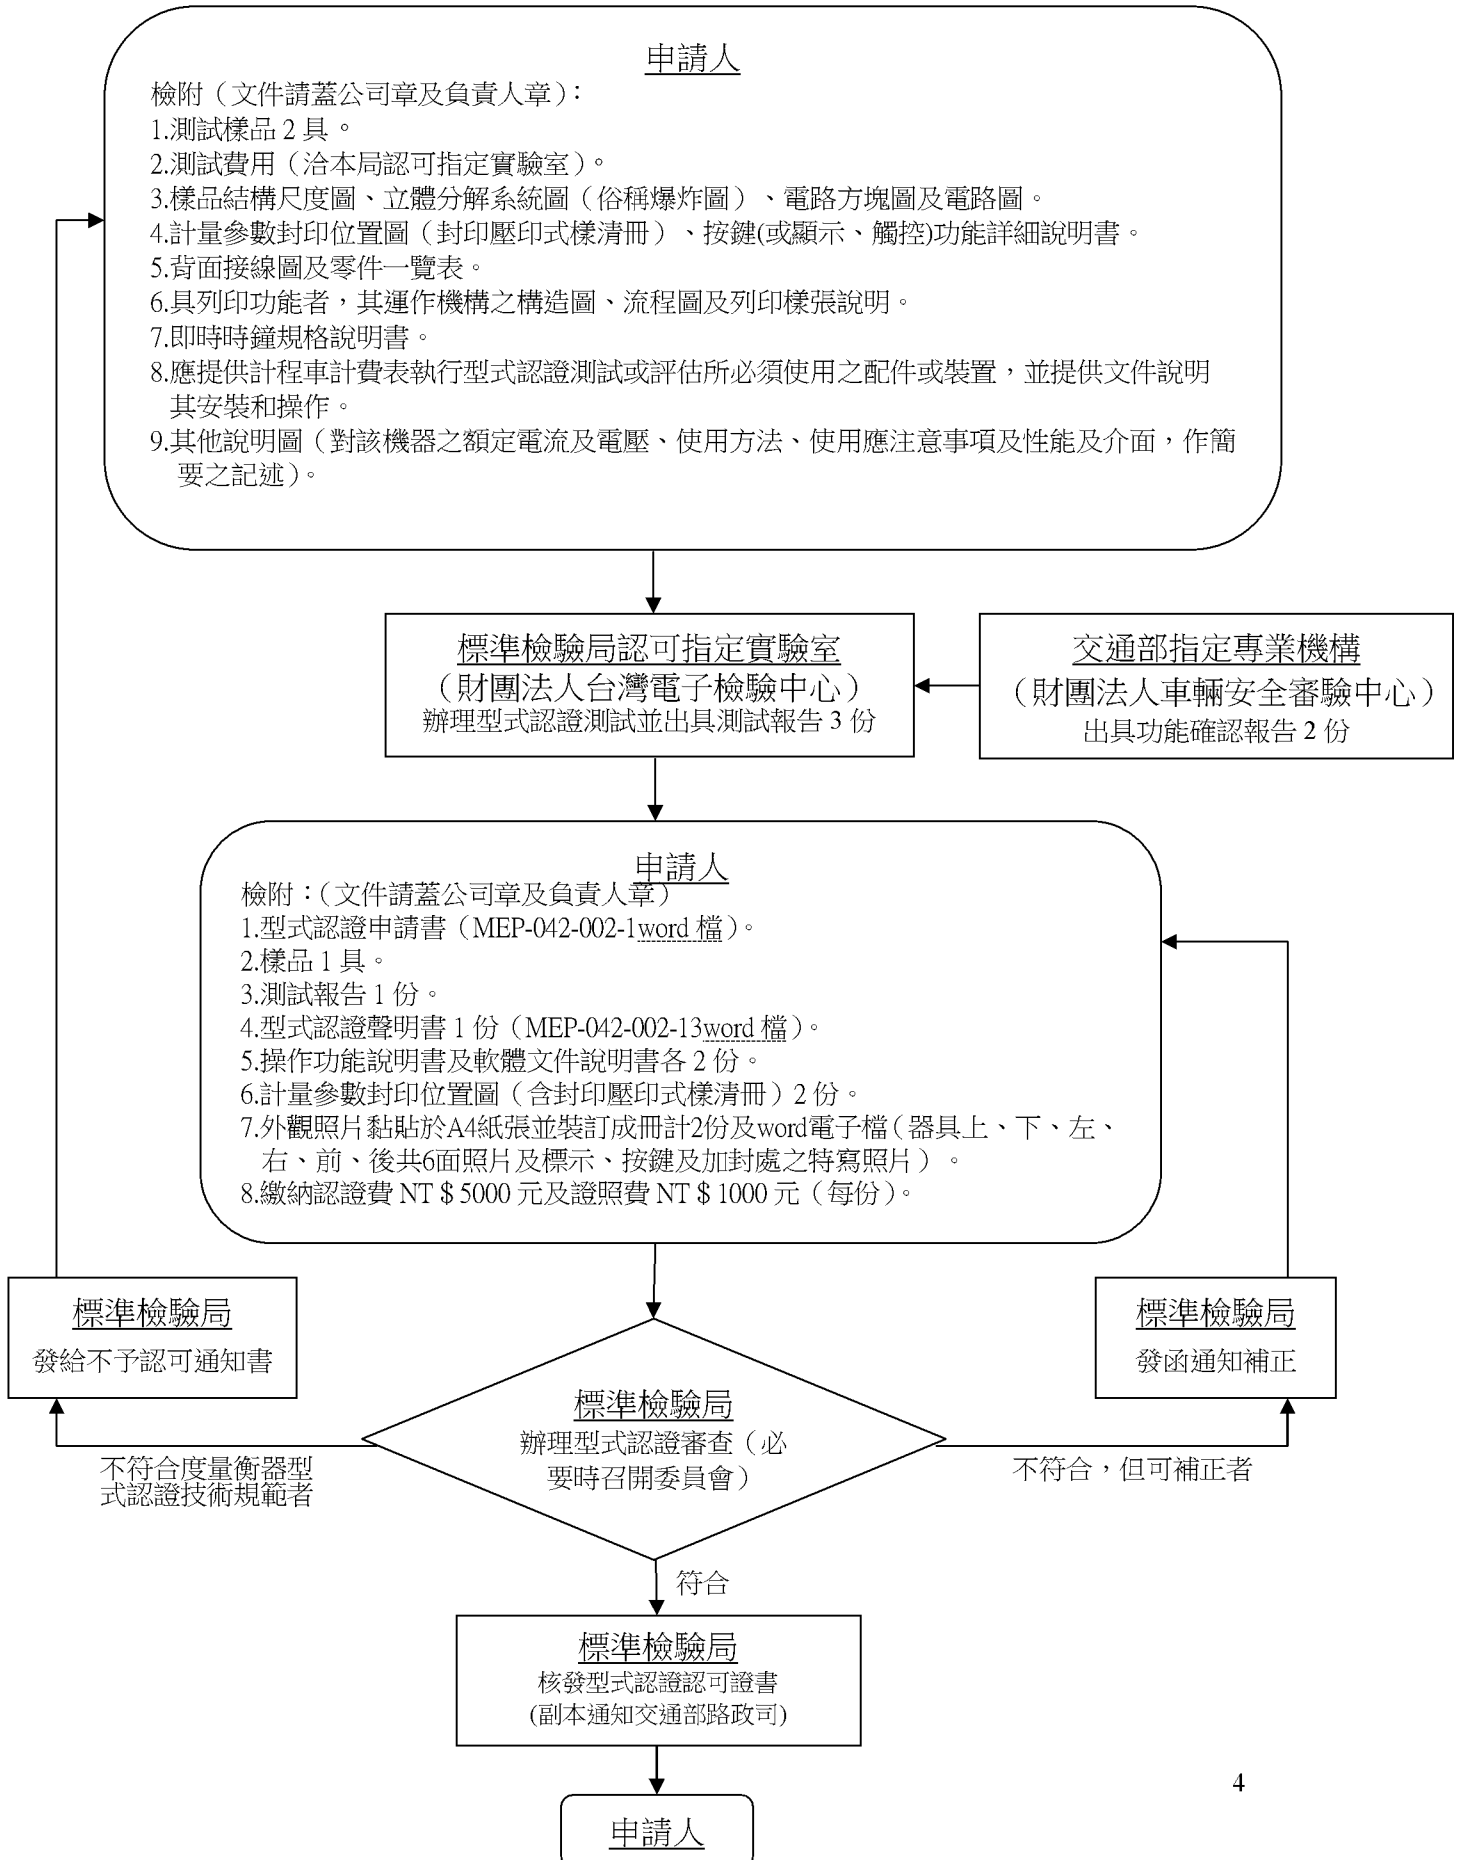 申請人
檢附（文件請蓋公司章及負責人章）：
1.測試樣品 2 具。
2.測試費用（洽本局認可指定實驗室）。
3.樣品結構尺度圖、立體分解系統圖（俗稱爆炸圖）、電路方塊圖及電路圖。
4.計量參數封印位置圖（封印壓印式樣清冊）、按鍵(或顯示、觸控)功能詳細說明書。
5.背面接線圖及零件一覽表。
6.具列印功能者，其運作機構之構造圖、流程圖及列印樣張說明。
7.即時時鐘規格說明書。
8.應提供計程車計費表執行型式認證測試或評估所必須使用之配件或裝置，並提供文件說明
其安裝和操作。
9.其他說明圖（對該機器之額定電流及電壓、使用方法、使用應注意事項及性能及介面，作簡
要之記述）。
標準檢驗局認可指定實驗室
（財團法人台灣電子檢驗中心）
辦理型式認證測試並出具測試報告 3 份
交通部指定專業機構
（財團法人車輛安全審驗中心）
出具功能確認報告 2 份
申請人
檢附：（文件請蓋公司章及負責人章）
1.型式認證申請書（MEP-042-002-1word 檔）。
2.樣品 1 具。
3.測試報告 1 份。
4.型式認證聲明書 1 份（MEP-042-002-13word 檔）。
5.操作功能說明書及軟體文件說明書各 2 份。
6.計量參數封印位置圖（含封印壓印式樣清冊）2 份。
7.外觀照片黏貼於A4紙張並裝訂成冊計2份及word電子檔（器具上、下、左、
右、前、後共6面照片及標示、按鍵及加封處之特寫照片）。
8.繳納認證費 NT＄5000 元及證照費 NT＄1000 元（每份）。
標準檢驗局
發給不予認可通知書
標準檢驗局
發函通知補正
標準檢驗局
辦理型式認證審查（必
要時召開委員會）
不符合度量衡器型
式認證技術規範者
不符合，但可補正者
符合
標準檢驗局
核發型式認證認可證書
(副本通知交通部路政司)
4
申請人